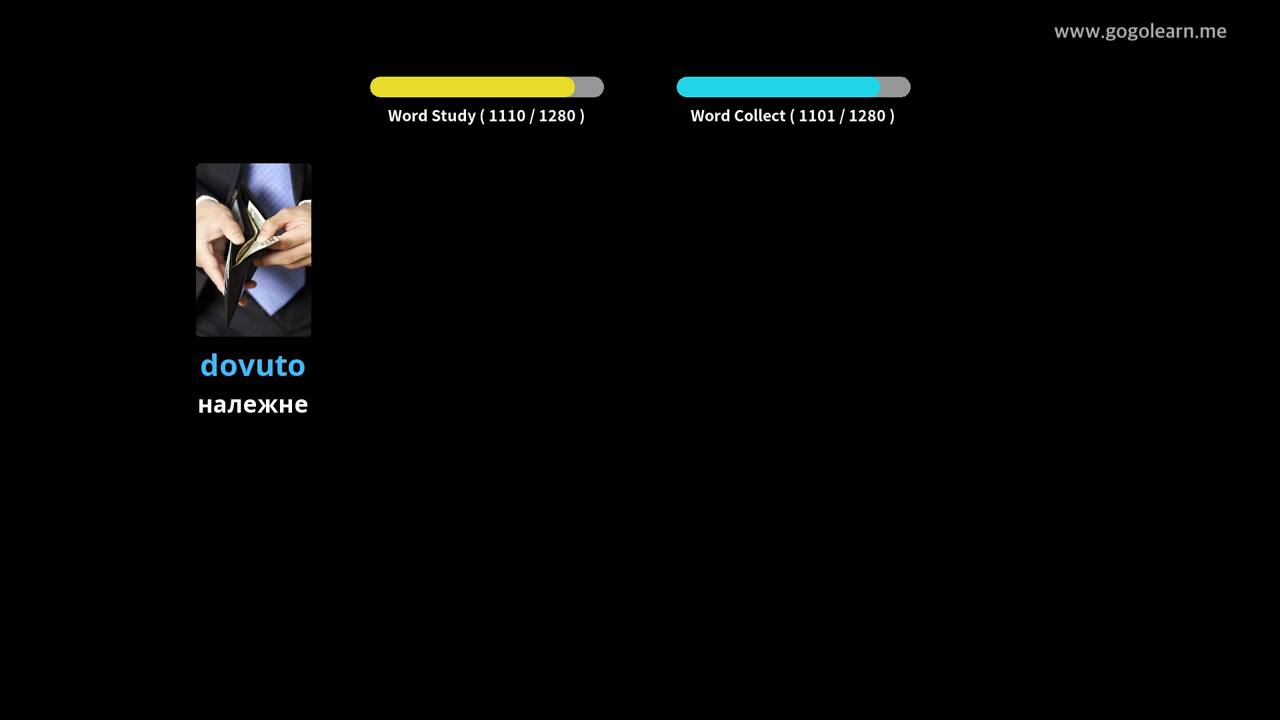 www.gogolearn.me
Word Study ( 1110 / 1280 )
Word Collect ( 1101 / 1280 )
dovuto
належне